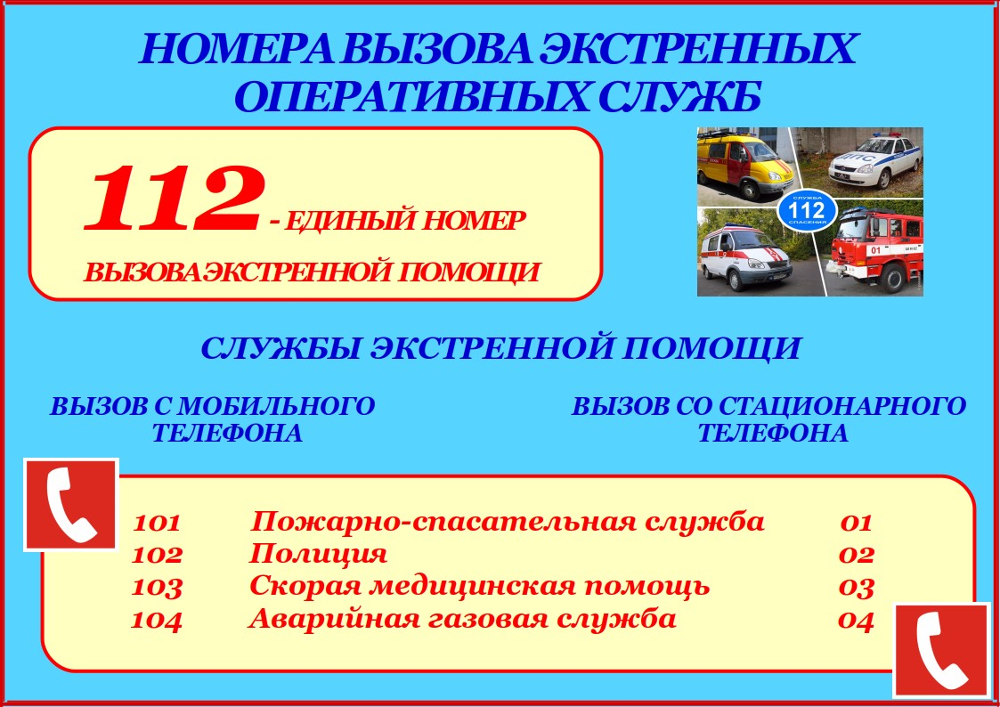 НОМЕРА ВЫЗОВА ЭКСТРЕННЫХ
ОПЕРАТИВНЫХ СЛУЖБ
112 - ЕДИНЫЙ НОМЕР
ВЫЗОВА ЭКСТРЕННОЙ ПОМОЩИ
ДПС
СЛУЖБА
112
СПАСЕНИЯ
01
СЛУЖБЫ ЭКСТРЕННОЙ ПОМОЩИ
ВЫЗОВ С МОБИЛЬНОГО
ТЕЛЕФОНА
ВЫЗОВ СО СТАЦИОНАРНОГО
ТЕЛЕФОНА
101 Пожарно-спасательная служба 01
102 Полиция 02
103 Скорая медицинская помощь 03
104 Аварийная газовая служба 04